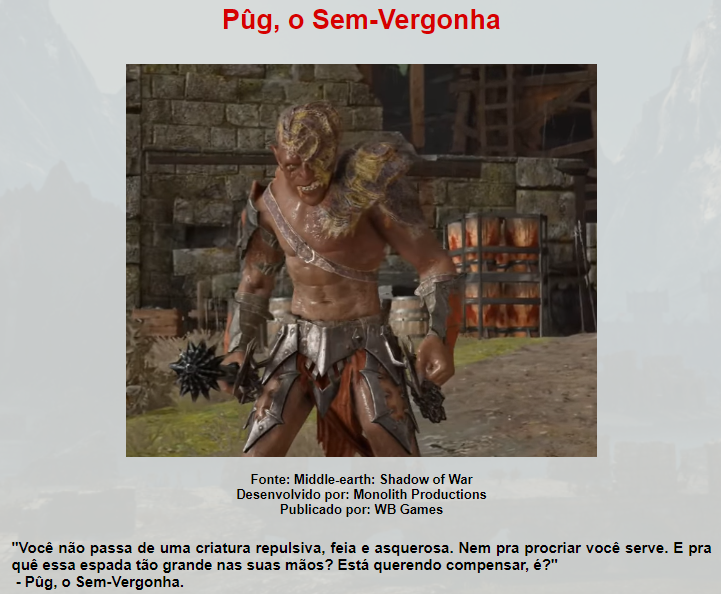 Pûg, o Sem-Vergonha
Fonte: Middle-earth: Shadow of War
Desenvolvido por: Monolith Productions
Publicado por: WB Games
"Você não passa de uma criatura repulsiva, feia e asquerosa. Nem pra procriar você serve. E pra
quê essa espada tão grande nas suas mãos? Está querendo compensar, é?"
- Pûg, o Sem-Vergonha.